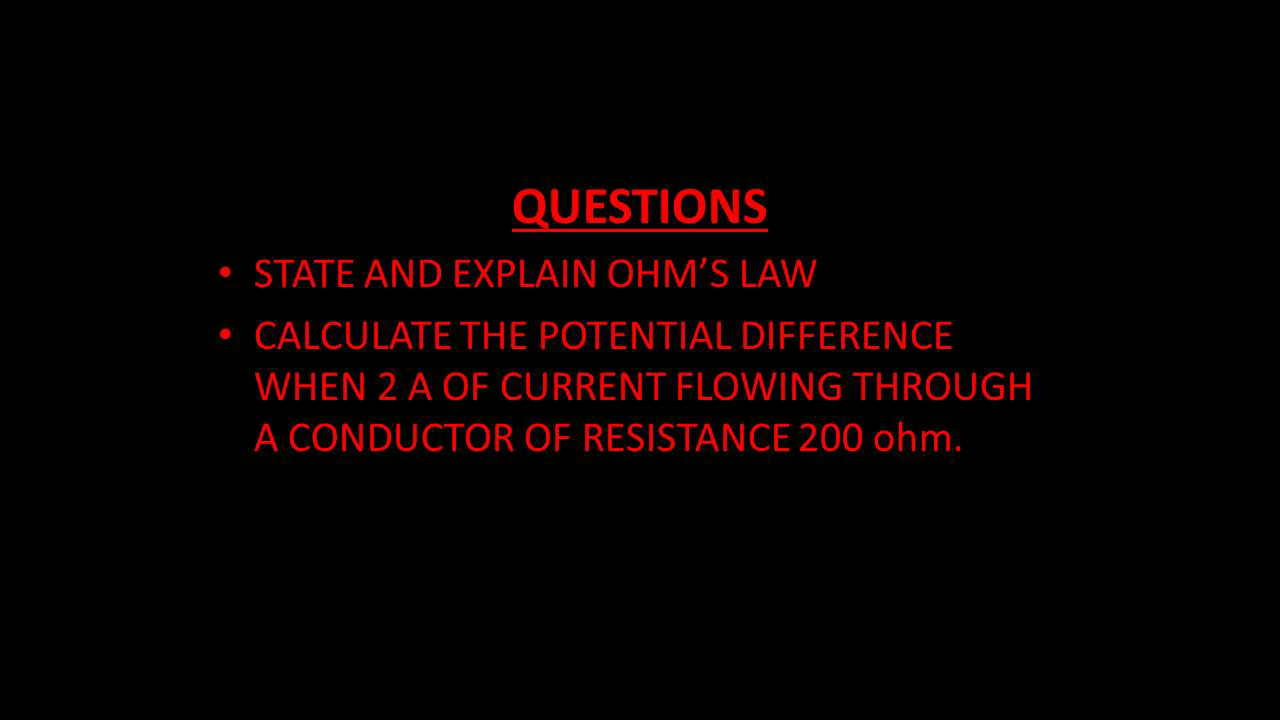 QUESTIONS
• STATE AND EXPLAIN OHM’S LAW
• CALCULATE THE POTENTIAL DIFFERENCE
WHEN 2 A OF CURRENT FLOWING THROUGH
A CONDUCTOR OF RESISTANCE 200 ohm.